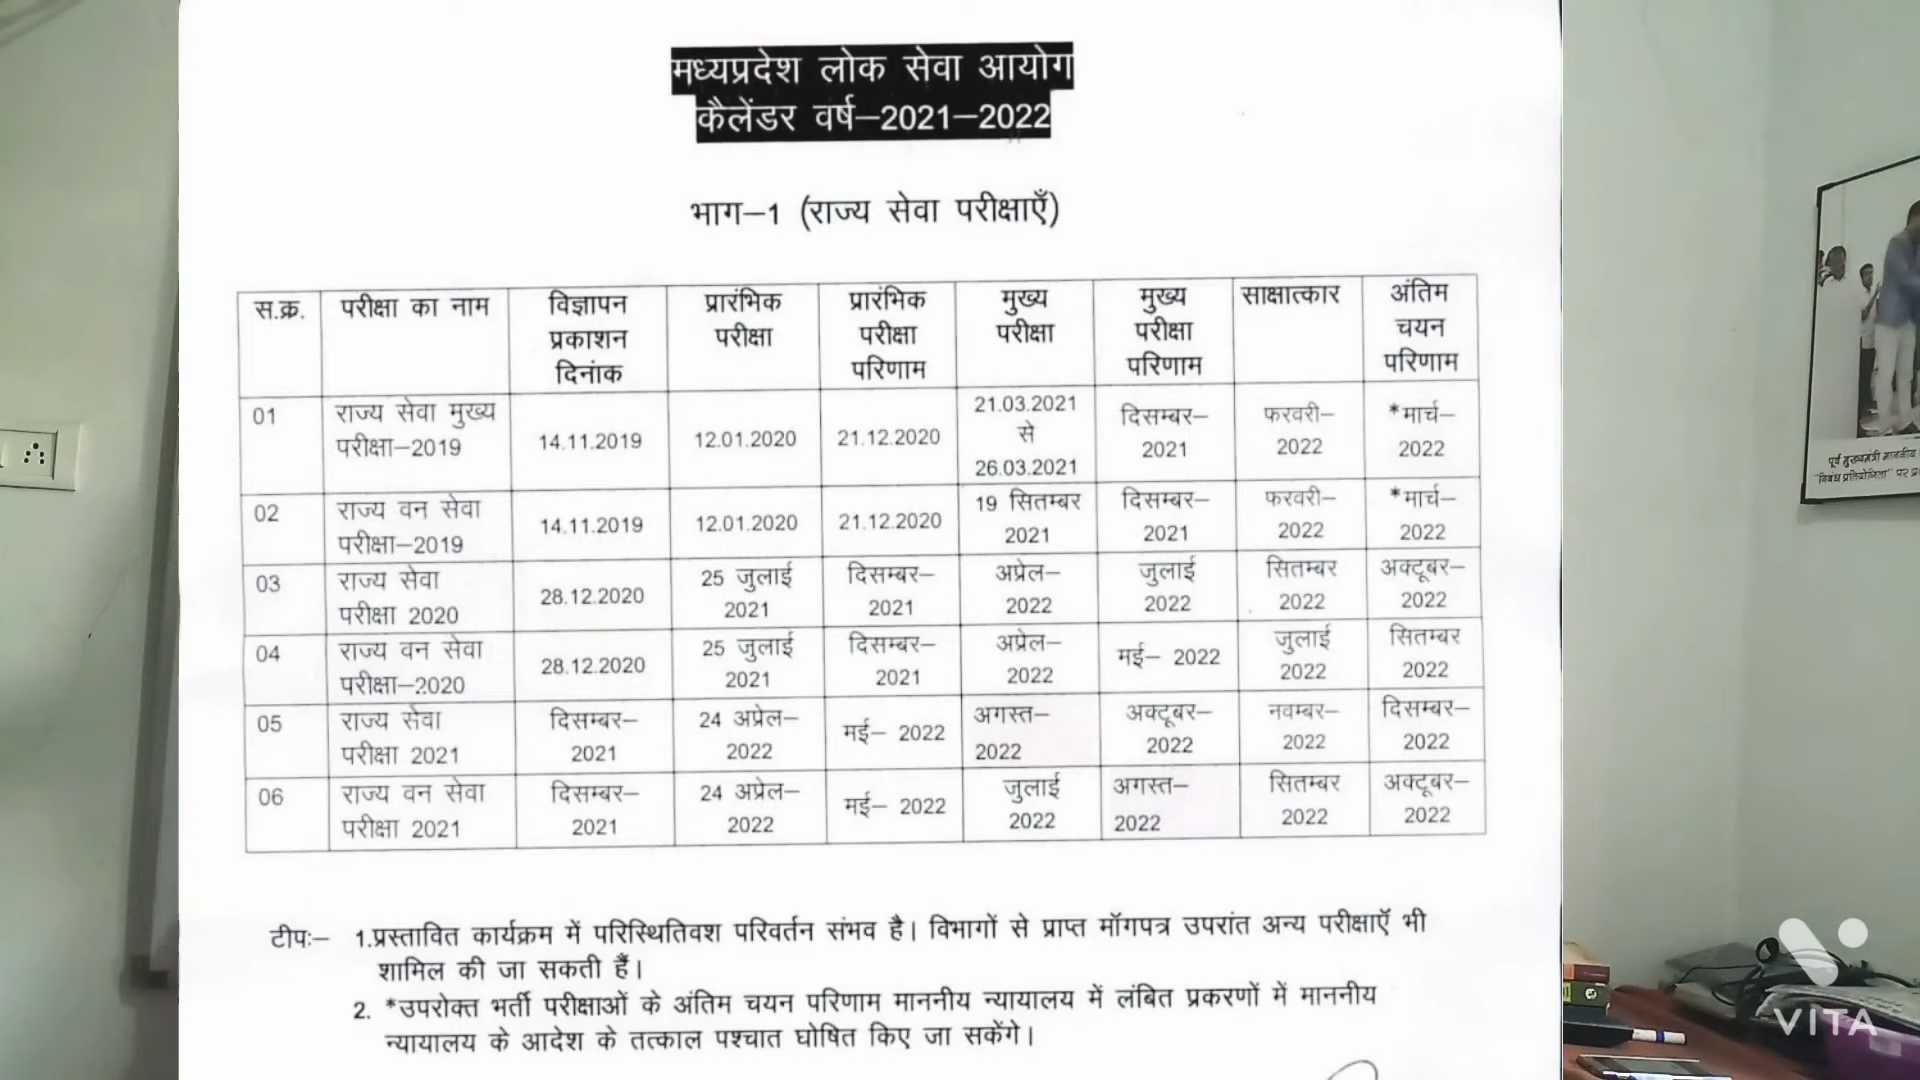 मध्यप्रदेश लोक सेवा आयोग
कैलेंडर वर्ष–2021–2022
भाग–1 (राज्य सेवा परीक्षाएँ)
स.क्र. परीक्षा का नाम विज्ञापन प्रकाशन दिनांक प्रारंभिक परीक्षा प्रारंभिक परीक्षा परिणाम मुख्य परीक्षा मुख्य परीक्षा परिणाम साक्षात्कार अंतिम चयन परिणाम
01 राज्य सेवा मुख्य परीक्षा–2019 14.11.2019 12.01.2020 21.12.2020 21.03.2021 से 26.03.2021 दिसम्बर–2021 फरवरी–2022 *मार्च–2022
02 राज्य वन सेवा परीक्षा–2019 14.11.2019 12.01.2020 21.12.2020 19 सितम्बर 2021 दिसम्बर–2021 फरवरी–2022 *मार्च–2022
03 राज्य सेवा परीक्षा 2020 28.12.2020 25 जुलाई 2021 दिसम्बर–2021 अप्रेल–2022 जुलाई 2022 सितम्बर 2022 अक्टूबर–2022
04 राज्य वन सेवा परीक्षा–2020 28.12.2020 25 जुलाई 2021 दिसम्बर–2021 अप्रेल–2022 मई– 2022 जुलाई 2022 सितम्बर 2022
05 राज्य सेवा परीक्षा 2021 दिसम्बर–2021 24 अप्रेल–2022 मई– 2022 अगस्त–2022 अक्टूबर–2022 नवम्बर–2022 दिसम्बर–2022
06 राज्य वन सेवा परीक्षा 2021 दिसम्बर–2021 24 अप्रेल–2022 मई– 2022 जुलाई 2022 अगस्त–2022 सितम्बर 2022 अक्टूबर–2022
टीपः– 1.प्रस्तावित कार्यक्रम में परिस्थितिवश परिवर्तन संभव है। विभागों से प्राप्त मॉगपत्र उपरांत अन्य परीक्षाऍ भी
शामिल की जा सकती हैं।
2. *उपरोक्त भर्ती परीक्षाओं के अंतिम चयन परिणाम माननीय न्यायालय में लंबित प्रकरणों में माननीय
न्यायालय के आदेश के तत्काल पश्चात घोषित किए जा सकेंगे।
पूर्व मुख्यमंत्री माननीय
"निबंध प्रतियोगिता" पर
VITA